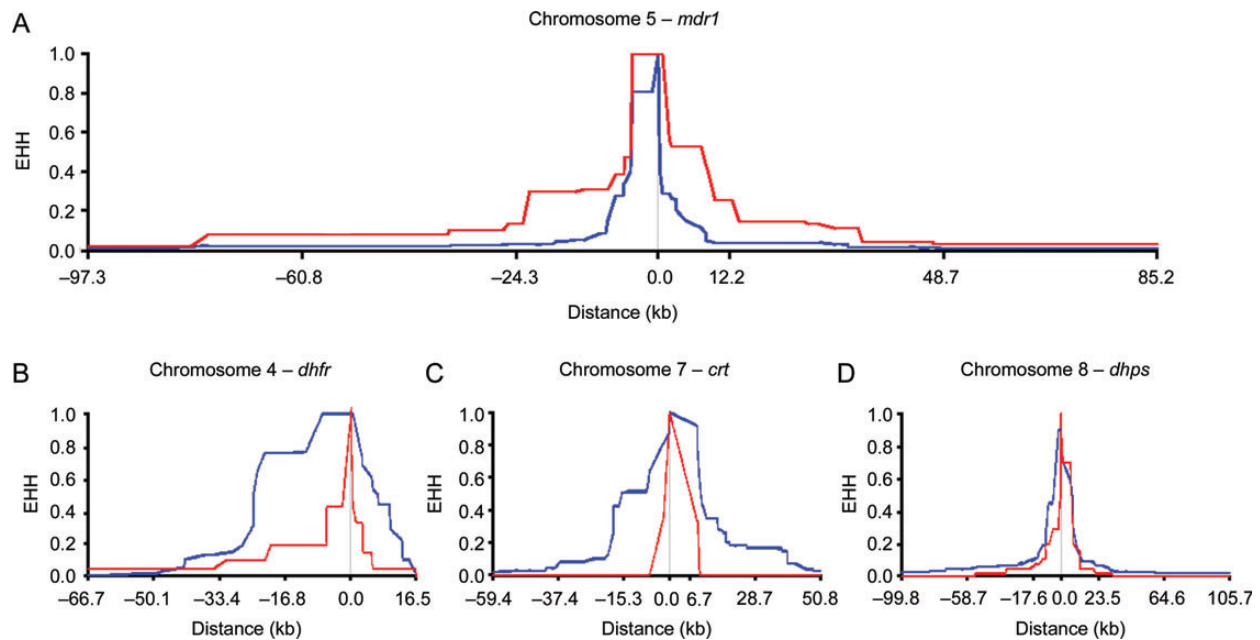 A
Chromosome 5 – mdr1
1.0
0.8
0.6
0.4
0.2
0.0
EHH
–97.3 –60.8 –24.3 0.0 12.2 48.7 85.2
Distance (kb)
B
Chromosome 4 – dhfr
1.0
0.8
0.6
0.4
0.2
0.0
EHH
–66.7 –50.1 –33.4 –16.8 0.0 16.5
Distance (kb)
C
Chromosome 7 – crt
1.0
0.8
0.6
0.4
0.2
0.0
EHH
–59.4 –37.4 –15.3 0.0 6.7 28.7 50.8
Distance (kb)
D
Chromosome 8 – dhps
1.0
0.8
0.6
0.4
0.2
0.0
EHH
–99.8 –58.7 –17.6 0.0 23.5 64.6 105.7
Distance (kb)